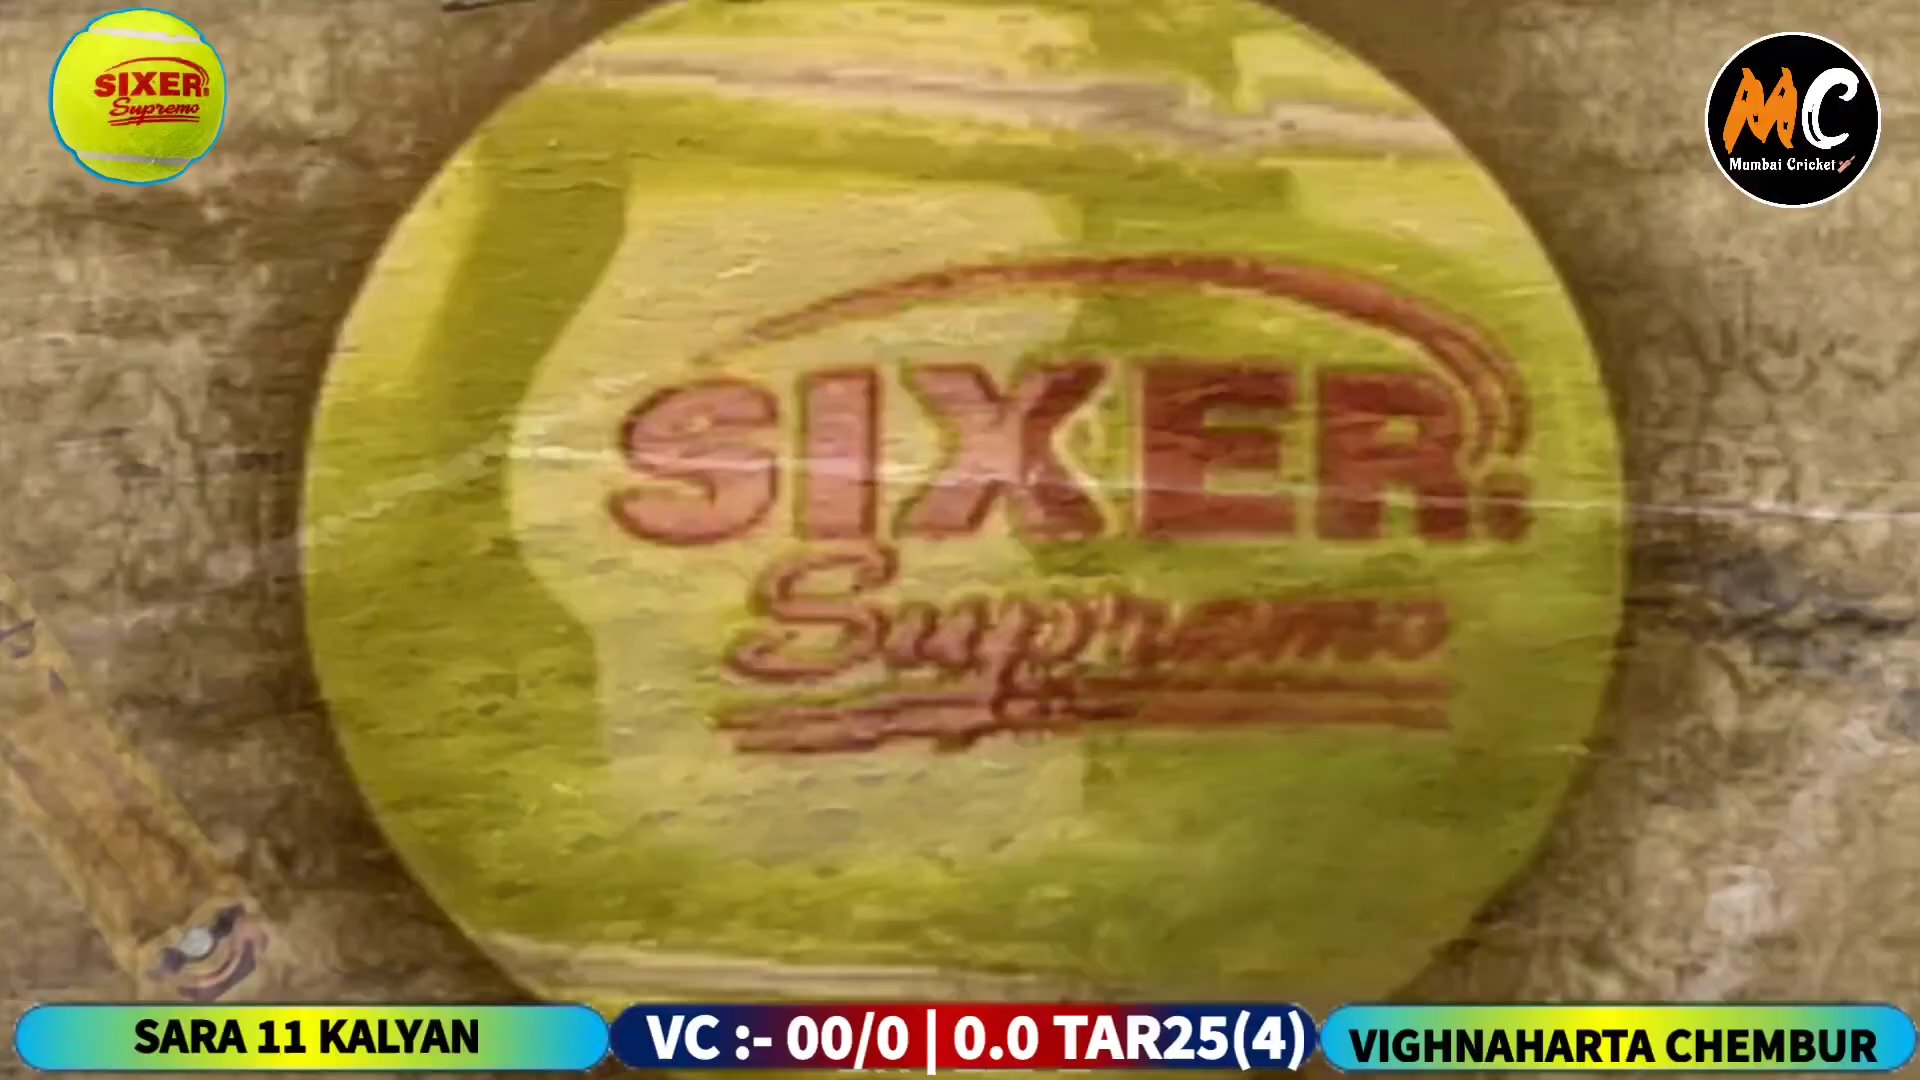 SIXER
Supremo
MC
Mumbai Cricket
SIXER
Supremo
SARA 11 KALYAN
VC :- 00/0 | 0.0 TAR25(4)
VIGHNAHARTA CHEMBUR